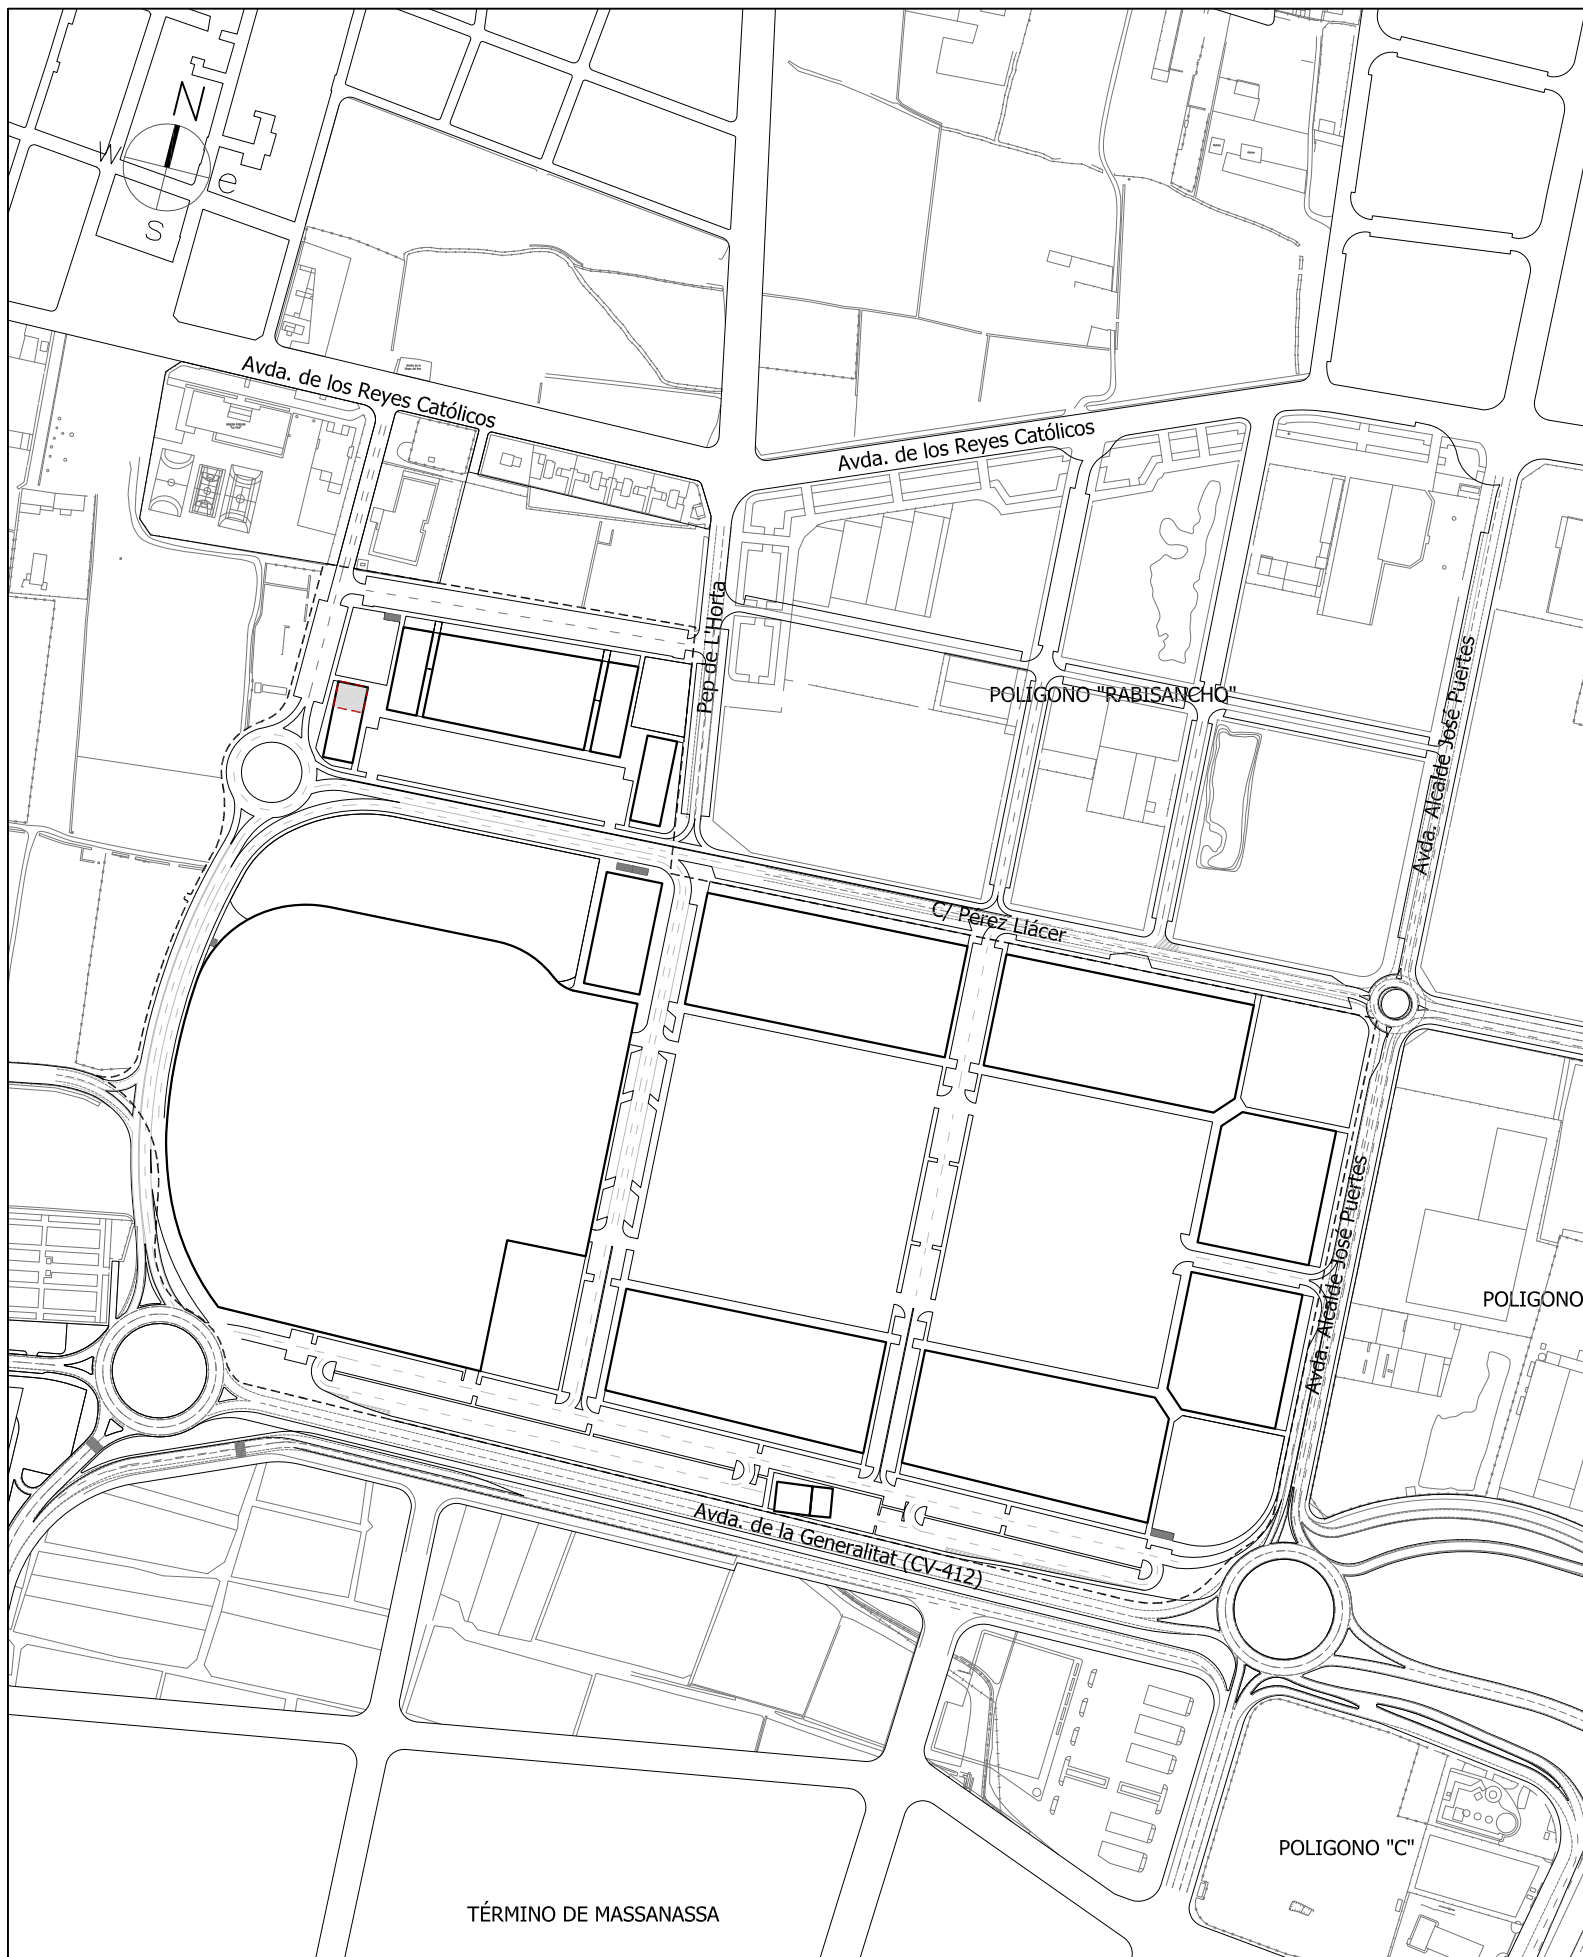 N
W
e
S
Avda. de los Reyes Católicos
Avda. de los Reyes Católicos
Pep de L'Horta
POLIGONO "RABISANCHO"
Avda. Alcalde José Puertes
C/ Pérez Llácer
Avda. Alcalde José Puertes
POLIGONO
Avda. de la Generalitat (CV-412)
POLIGONO "C"
TÉRMINO DE MASSANASSA